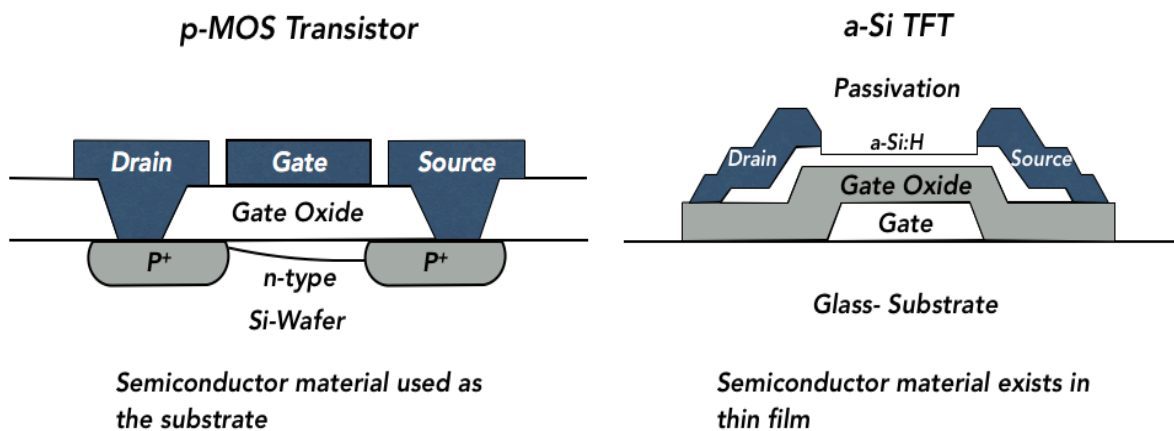 p-MOS Transistor
Drain
Gate
Source
Gate Oxide
P+
P+
n-type
Si-Wafer
Semiconductor material used as
the substrate
a-Si TFT
Passivation
a-Si:H
Drain
Source
Gate Oxide
Gate
Glass- Substrate
Semiconductor material exists in
thin film